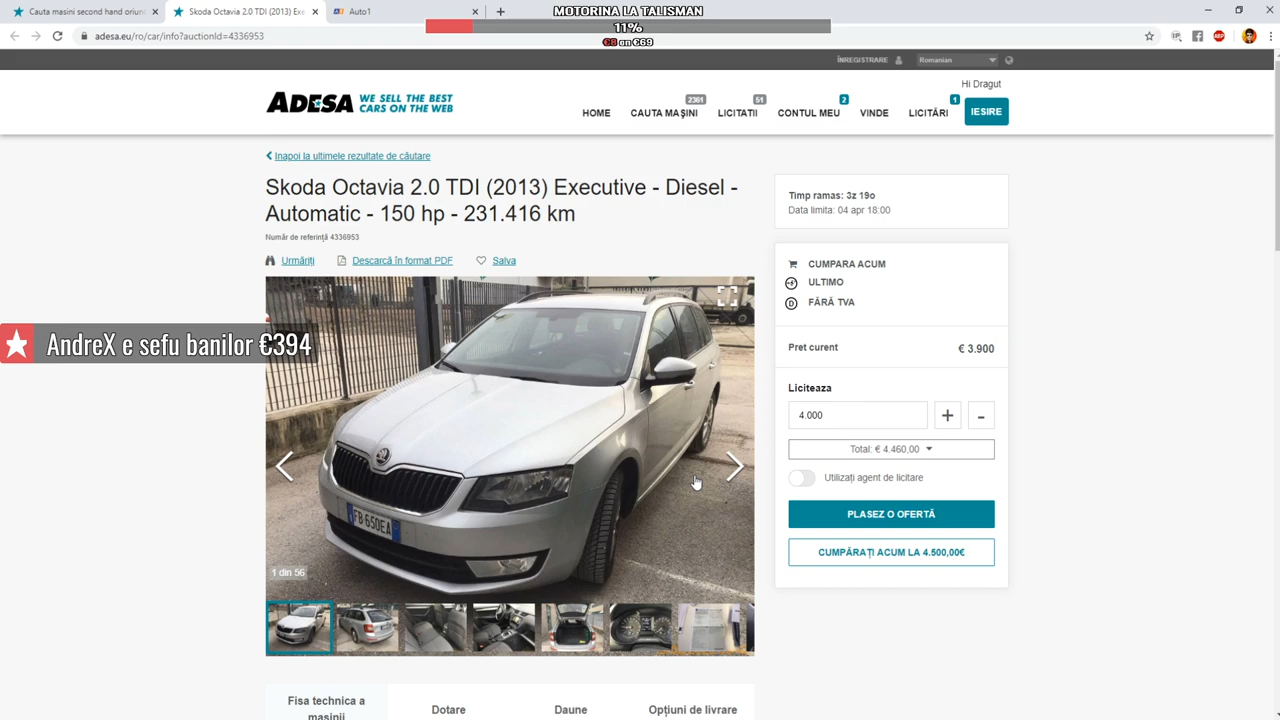 Cauta masini second hand oriun
Skoda Octavia 2.0 TDI (2013) Exe
Auto1
MOTORINA LA TALISMAN
11%
€8 an €69
adesa.eu/ro/car/info?auctionId=4336953
ÎNREGISTRARE
Romanian
Hi Dragut
ADESA WE SELL THE BEST CARS ON THE WEB
HOME
CAUTA MAȘINI 2361
LICITATII 51
CONTUL MEU 2
VINDE
LICITĂRI 1
IESIRE
Inapoi la ultimele rezultate de căutare
Skoda Octavia 2.0 TDI (2013) Executive - Diesel -
Automatic - 150 hp - 231.416 km
Număr de referință 4336953
Urmăriți
Descarcă în format PDF
Salva
Timp ramas: 3z 19o
Data limita: 04 apr 18:00
CUMPARA ACUM
ULTIMO
FĂRĂ TVA
Pret curent € 3.900
Liciteaza
4.000 + -
Total: € 4.460,00
Utilizați agent de licitare
PLASEZ O OFERTĂ
CUMPĂRAȚI ACUM LA 4.500,00€
AndreX e sefu banilor €394
FB 650EA
1 din 56
Fisa technica a
masinii
Dotare
Daune
Opțiuni de livrare